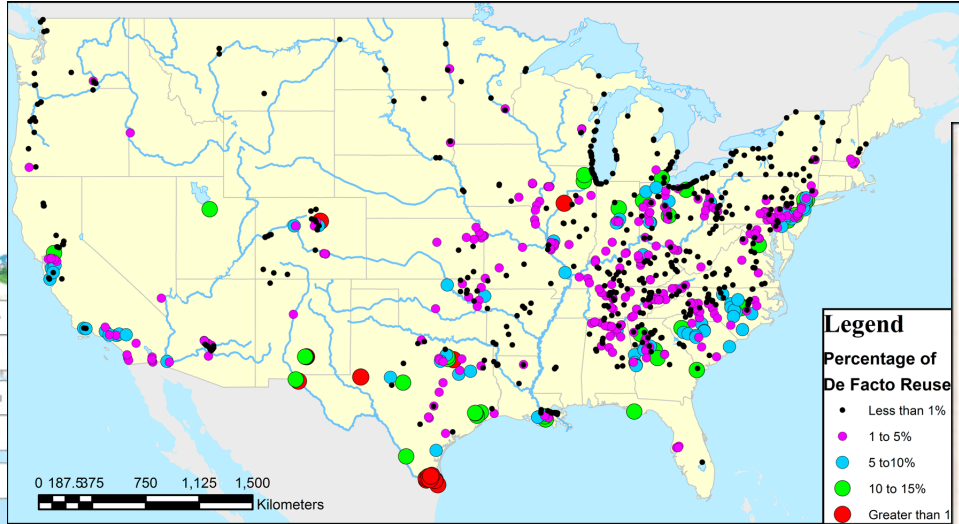 Legend
Percentage of
De Facto Reuse
Less than 1%
1 to 5%
5 to10%
10 to 15%
Greater than 1
0 187.5375 750 1,125 1,500
Kilometers